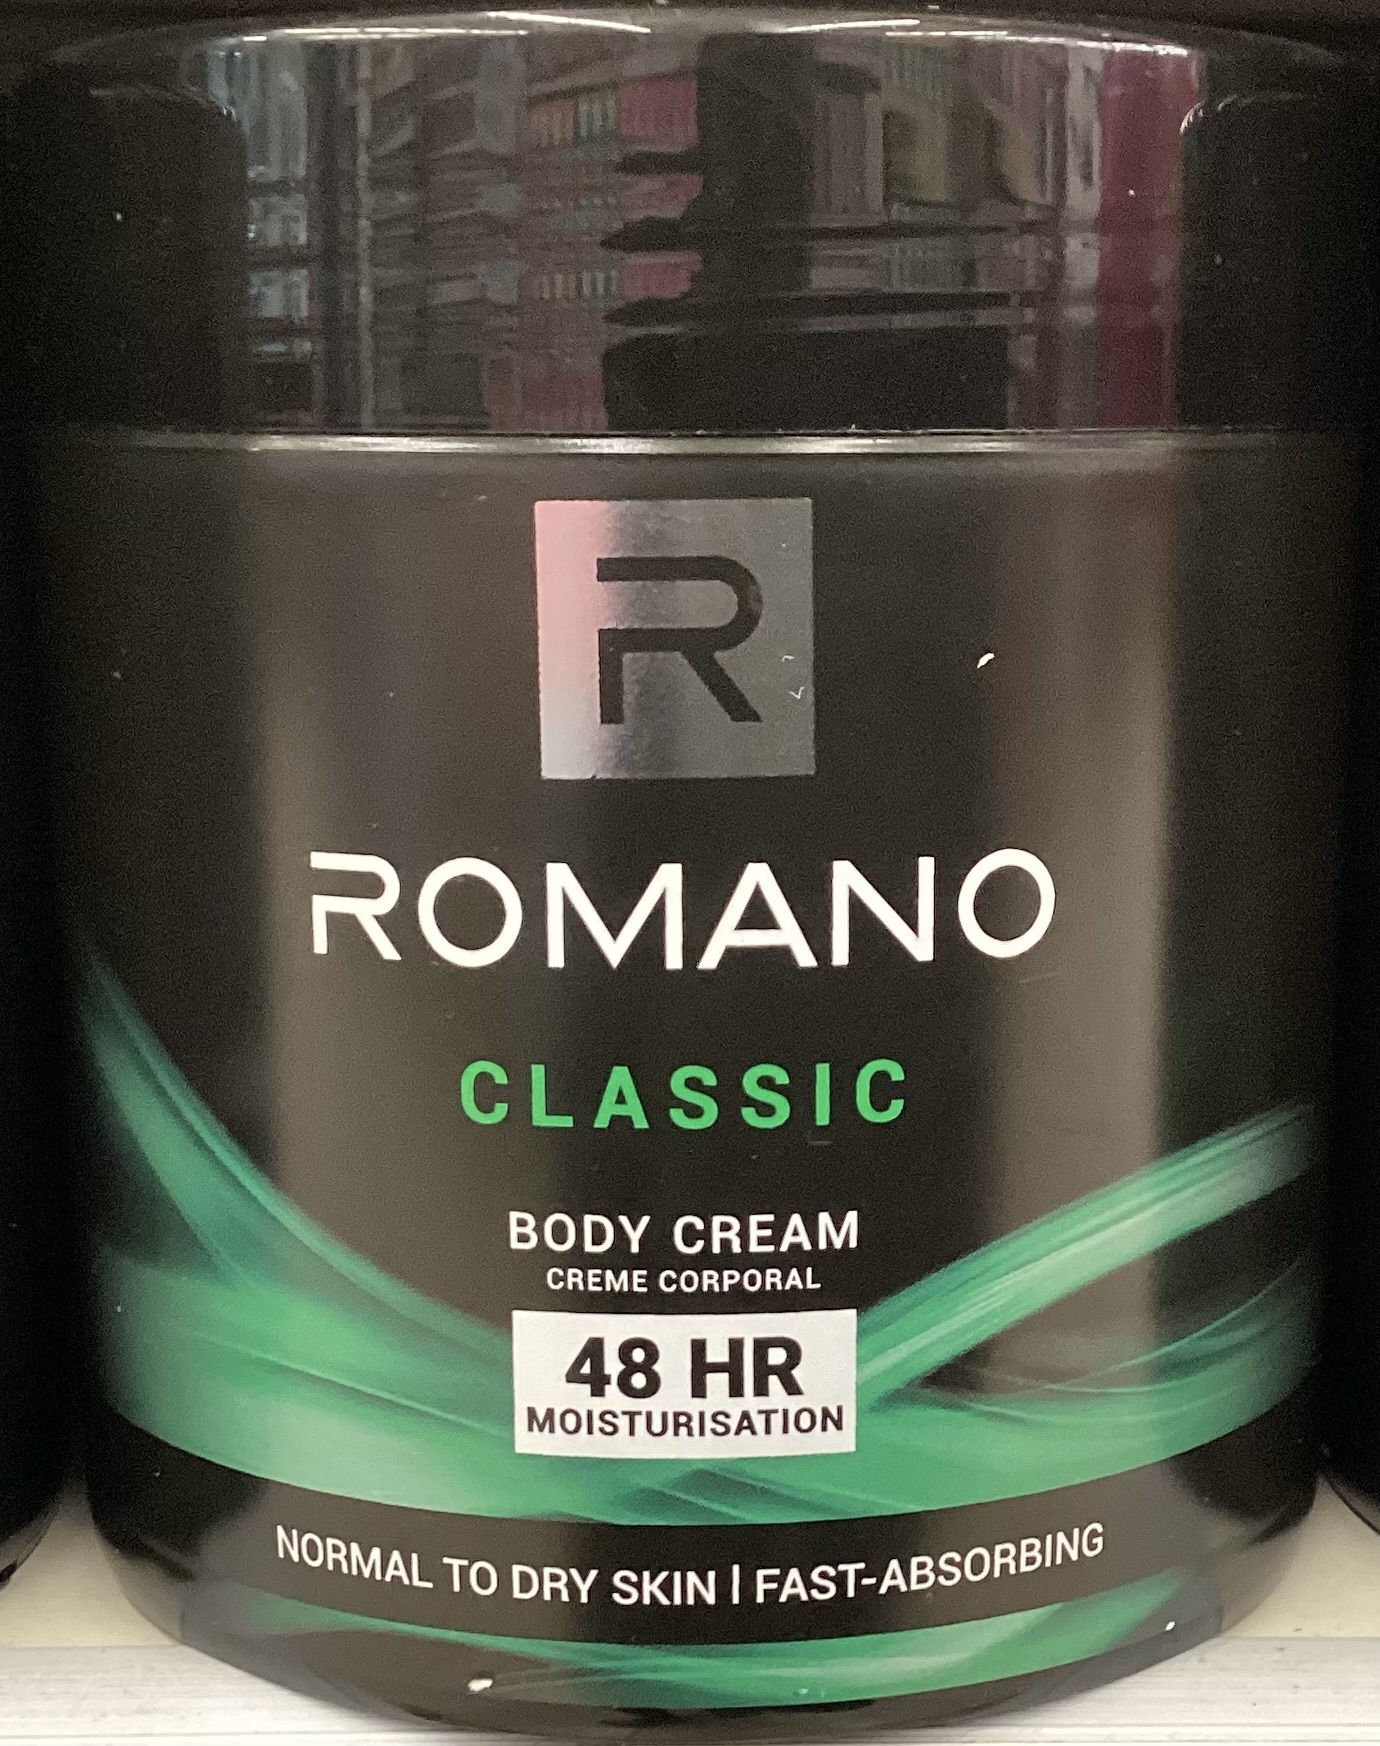 R
ROMANO
CLASSIC
BODY CREAM
CREME CORPORAL
48 HR
MOISTURISATION
NORMAL TO DRY SKIN | FAST-ABSORBING